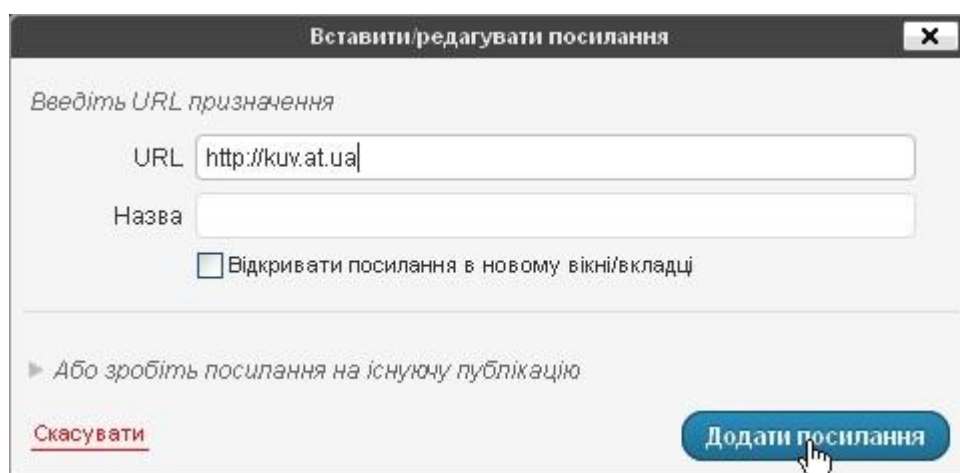 Вставити/редагувати посилання
Введіть URL призначення
URL http://kuv.at.ua
Назва
Відкривати посилання в новому вікні/вкладці
Або зробіть посилання на існуючу публікацію
Скасувати Додати посилання